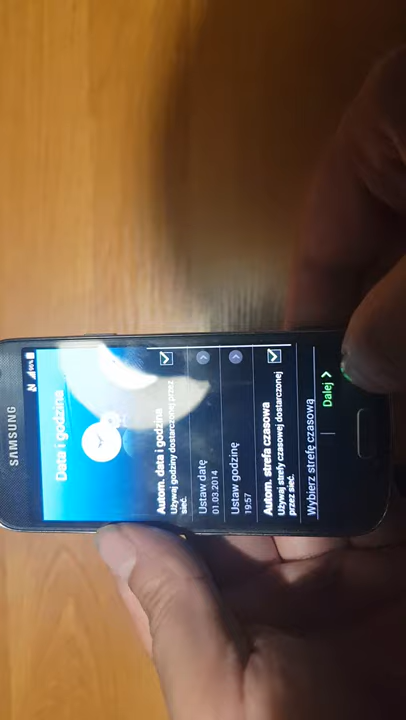 SAMSUNG
Data i godzina
Autom. data i godzina
Używaj godziny dostarczonej przez
sieć.
Ustaw datę
01.03.2014
Ustaw godzinę
19:57
Autom. strefa czasowa
Używaj strefy czasowej dostarczonej
przez sieć.
Wybierz strefę czasową
Dalej